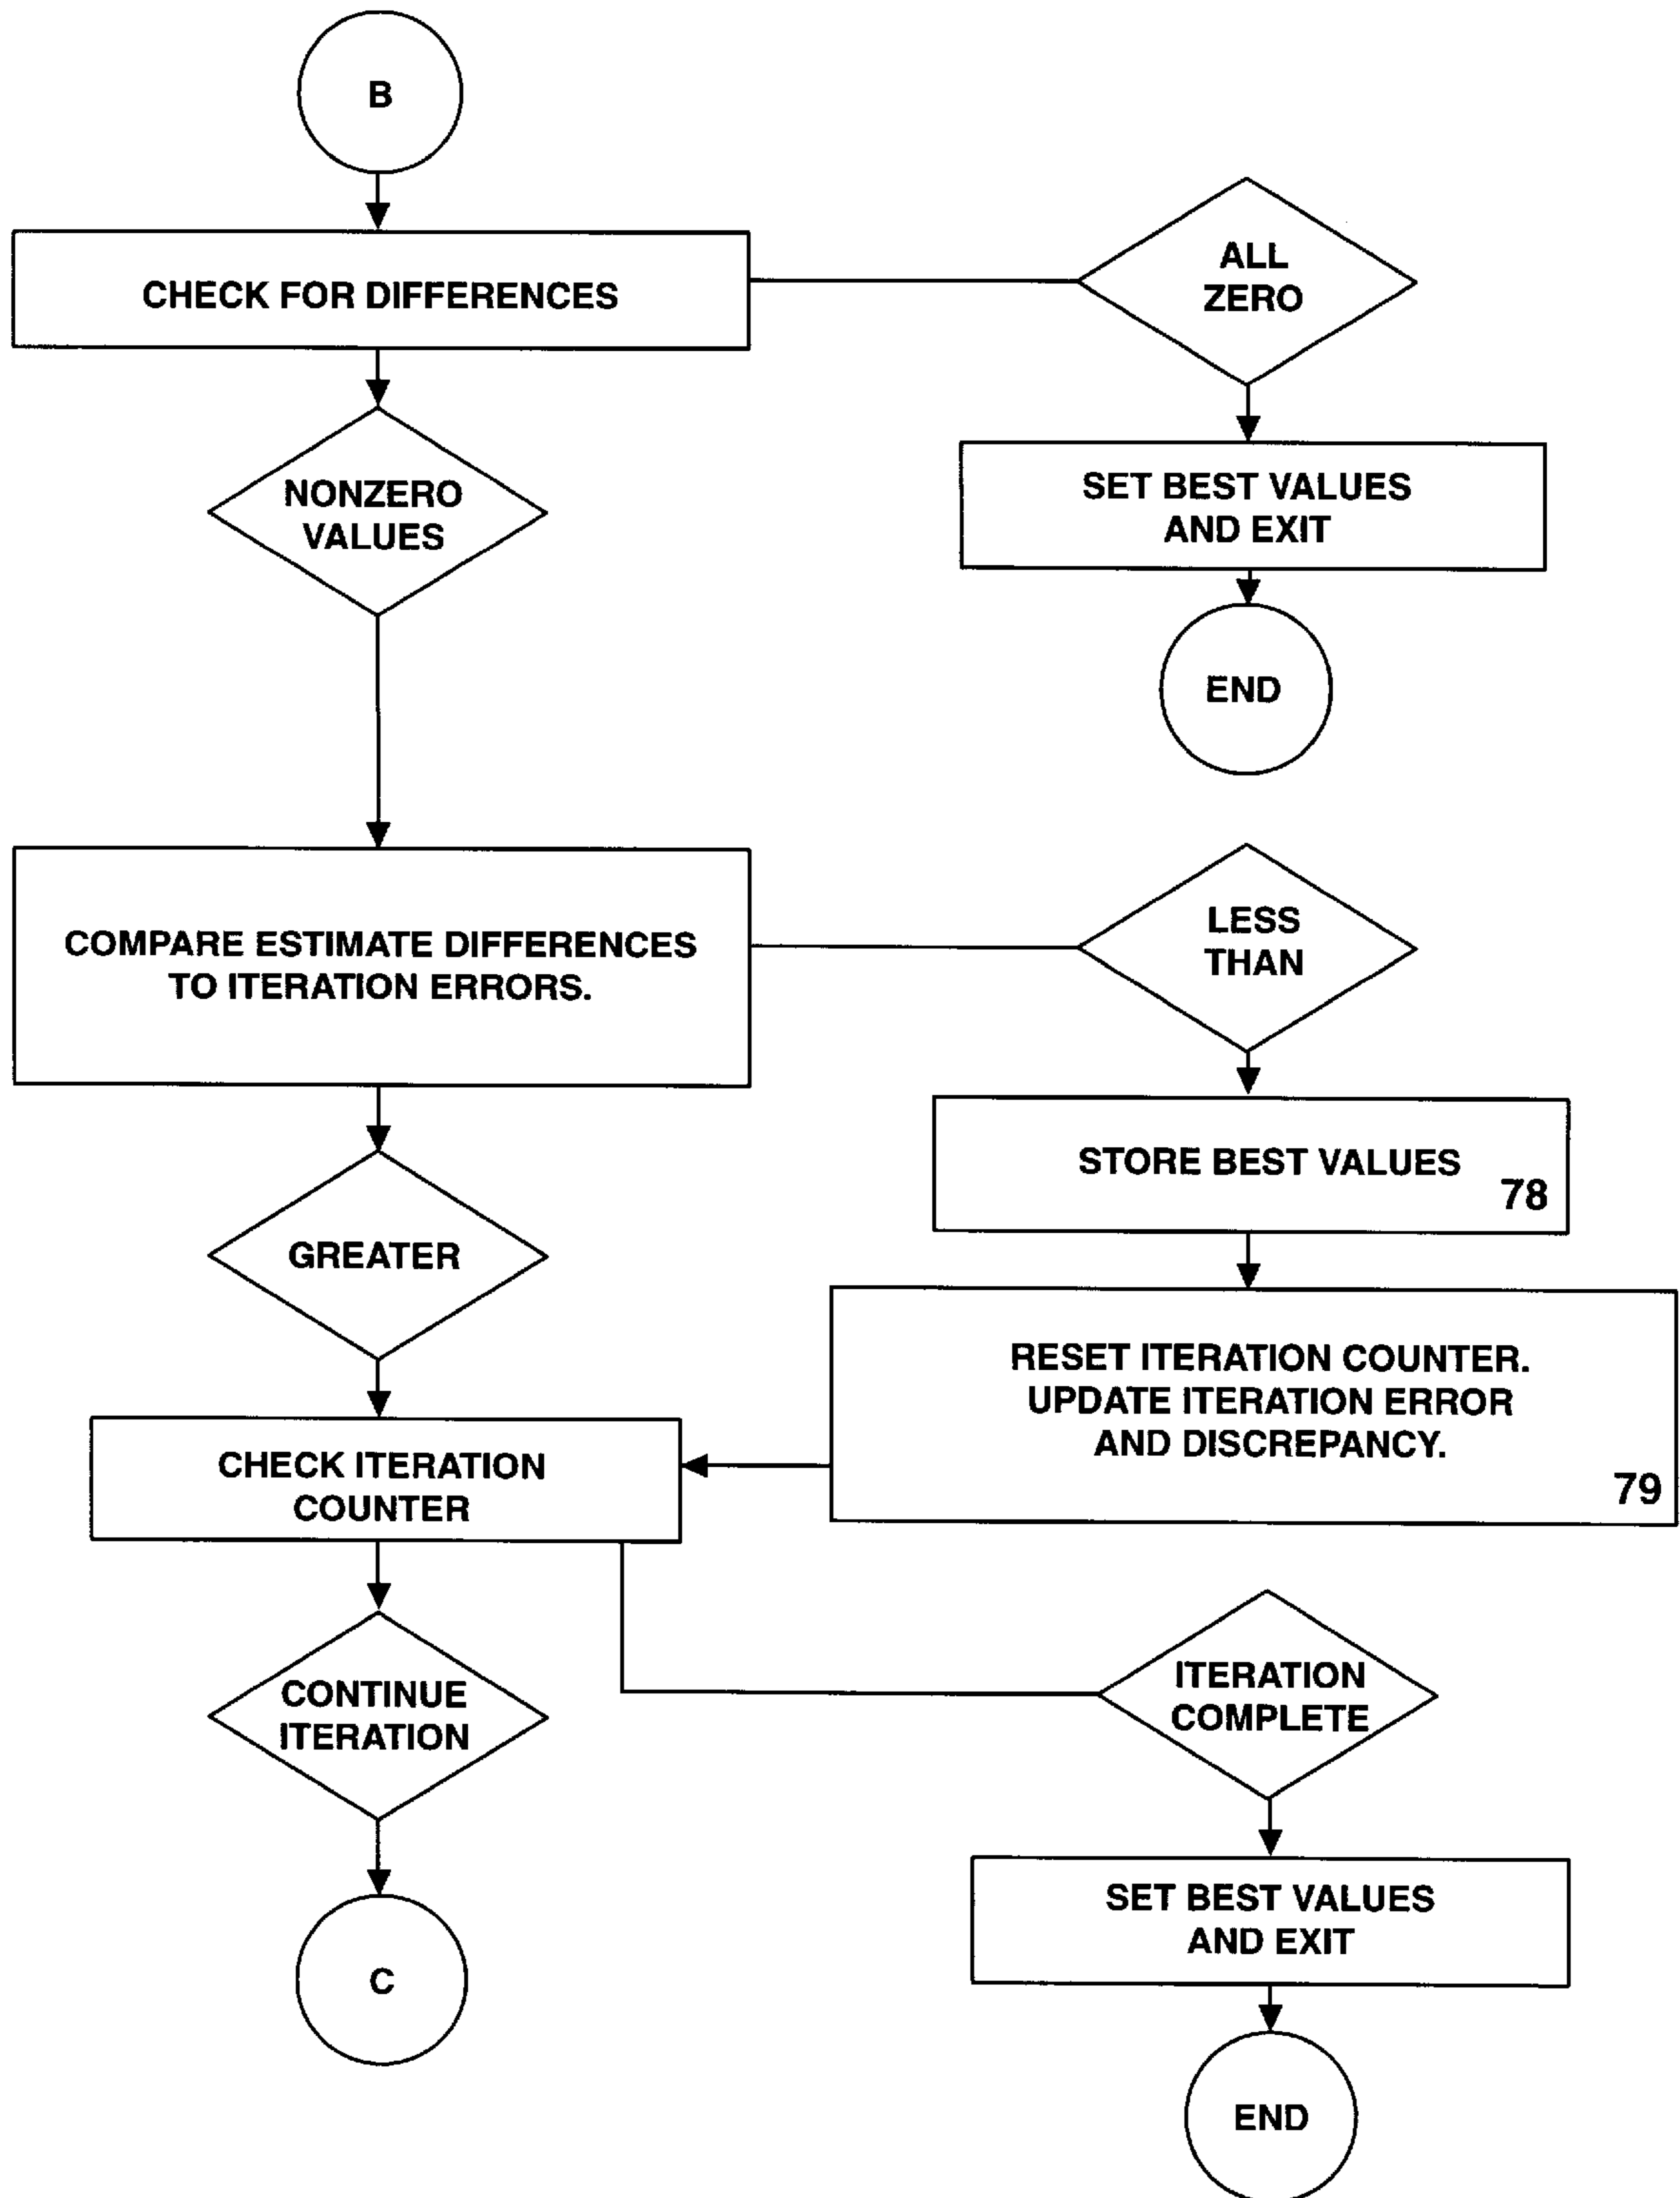 B
CHECK FOR DIFFERENCES
ALL
ZERO
NONZERO
VALUES
SET BEST VALUES
AND EXIT
END
COMPARE ESTIMATE DIFFERENCES
TO ITERATION ERRORS.
LESS
THAN
STORE BEST VALUES
78
GREATER
RESET ITERATION COUNTER.
UPDATE ITERATION ERROR
AND DISCREPANCY.
79
CHECK ITERATION
COUNTER
CONTINUE
ITERATION
ITERATION
COMPLETE
SET BEST VALUES
AND EXIT
C
END